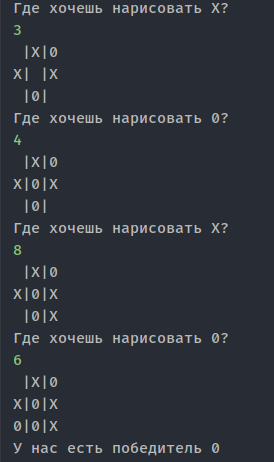 Где хочешь нарисовать X?
3
 |X|0
X| |X
 |0|
Где хочешь нарисовать 0?
4
 |X|0
X|0|X
 |0|
Где хочешь нарисовать X?
8
 |X|0
X|0|X
 |0|X
Где хочешь нарисовать 0?
6
 |X|0
X|0|X
0|0|X
У нас есть победитель 0